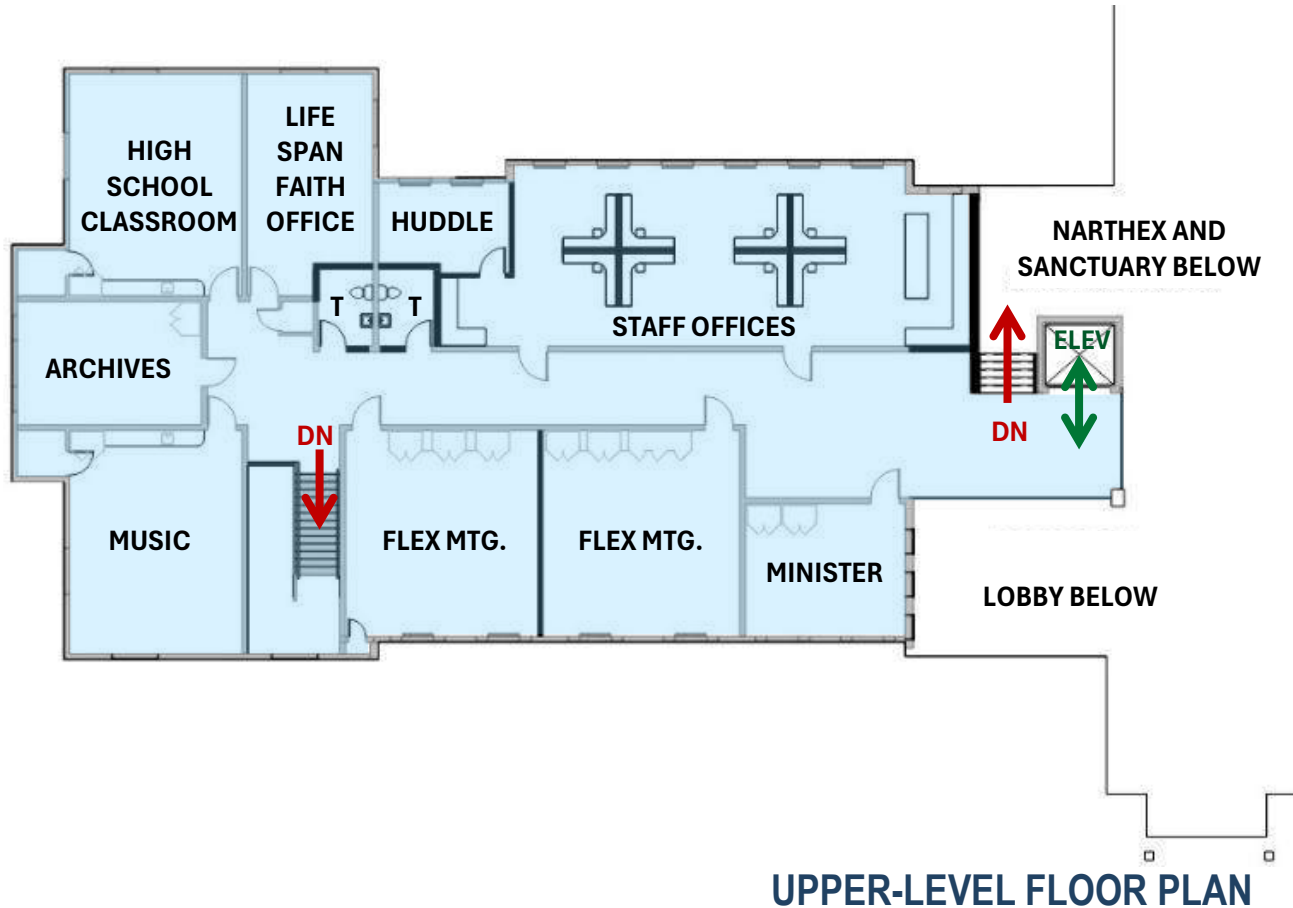 HIGH
SCHOOL
CLASSROOM
LIFE
SPAN
FAITH
OFFICE
HUDDLE
NARTHEX AND
SANCTUARY BELOW
T
T
STAFF OFFICES
ELEV
ARCHIVES
DN
DN
MUSIC
FLEX MTG.
FLEX MTG.
MINISTER
LOBBY BELOW
UPPER-LEVEL FLOOR PLAN